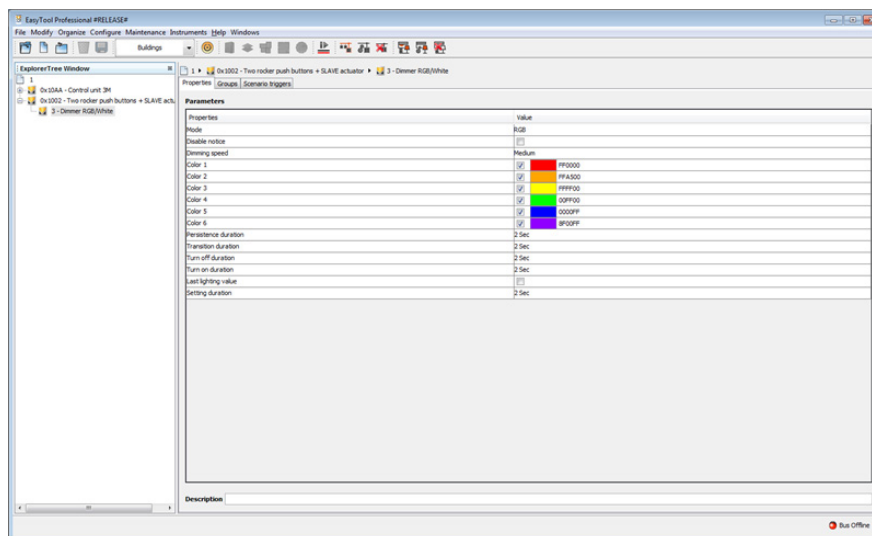 EasyTool Professional #RELEASE#
File Modify Organize Configure Maintenance Instruments Help Windows
Buildings
ExplorerTree Window
1
0x10AA - Control unit 3M
0x1002 - Two rocker push buttons + SLAVE actu
3 - Dimmer RGB/White
1 0x1002 - Two rocker push buttons + SLAVE actuator 3 - Dimmer RGB/White
Properties Groups Scenario triggers
Parameters
Properties Value
Mode RGB
Disable notice
Dimming speed Medium
Color 1 FF0000
Color 2 FFA500
Color 3 FFFF00
Color 4 00FF00
Color 5 0000FF
Color 6 8F00FF
Persistence duration 2 Sec
Transition duration 2 Sec
Turn off duration 2 Sec
Turn on duration 2 Sec
Last lighting value
Setting duration 2 Sec
Description
Bus Offline